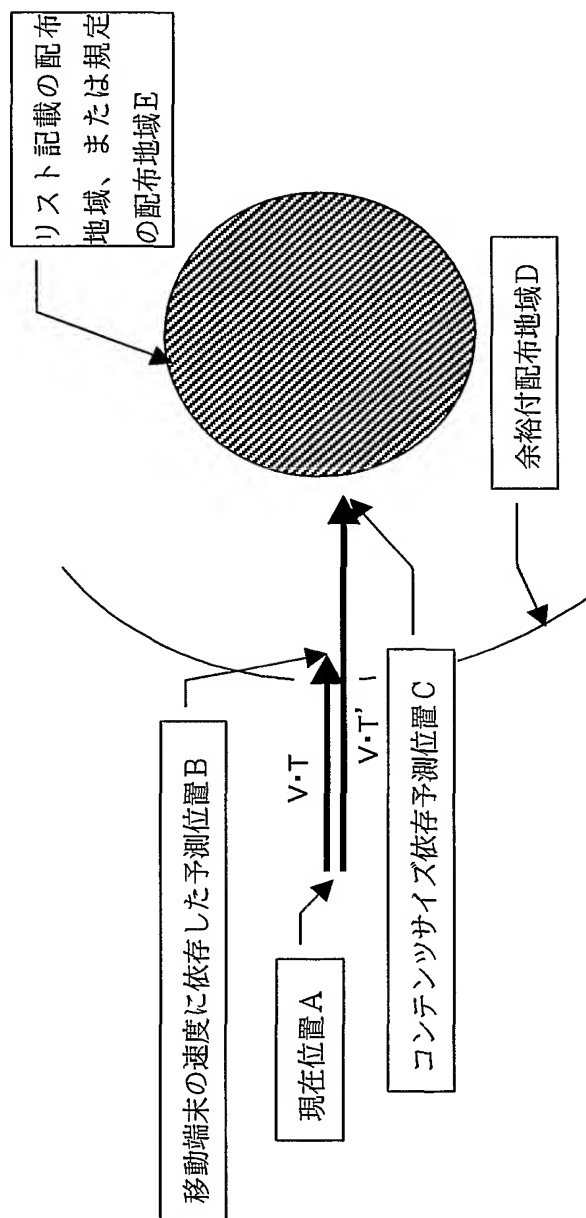 リスト記載の配布
地域、または規定
の配布地域E
移動端末の速度に依存した予測位置B
V・T
V・T'
現在位置A
コンテンツサイズ依存予測位置C
余裕付配布地域D